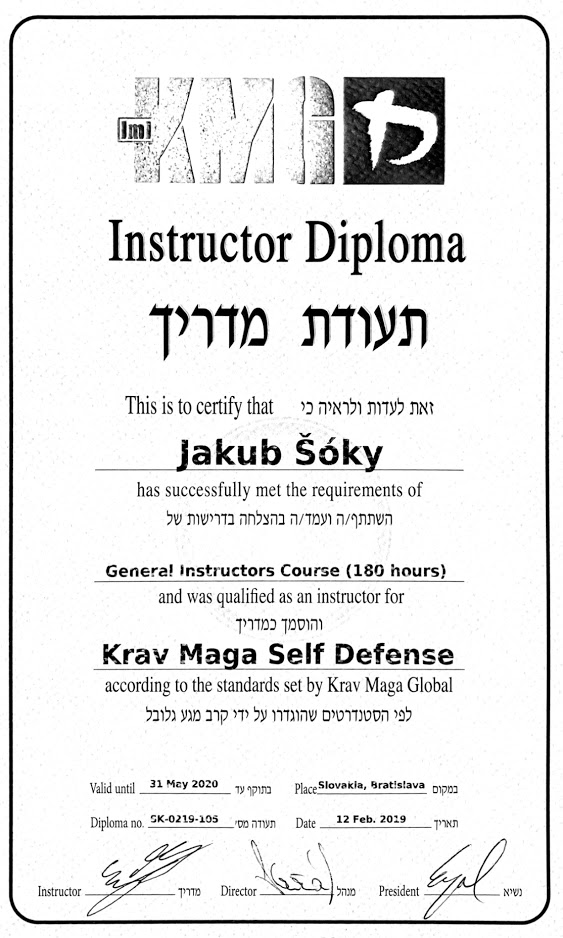 Imi KMG
Instructor Diploma
תעודת מדריך
This is to certify that זאת לעדות ולראיה כי
Jakub Šóky
has successfully met the requirements of
השתתף/ה ועמד/ה בהצלחה בדרישות של
General Instructors Course (180 hours)
and was qualified as an instructor for
והוסמך כמדריך
Krav Maga Self Defense
according to the standards set by Krav Maga Global
לפי הסטנדרטים שהוגדרו על ידי קרב מגע גלובל
Valid until 31 May 2020 בתוקף עד Place Slovakia, Bratislava במקום
Diploma no. SK-0219-105 תעודה מס׳ Date 12 Feb. 2019 תאריך
Instructor מדריך Director מנהל President Eyal נשיא